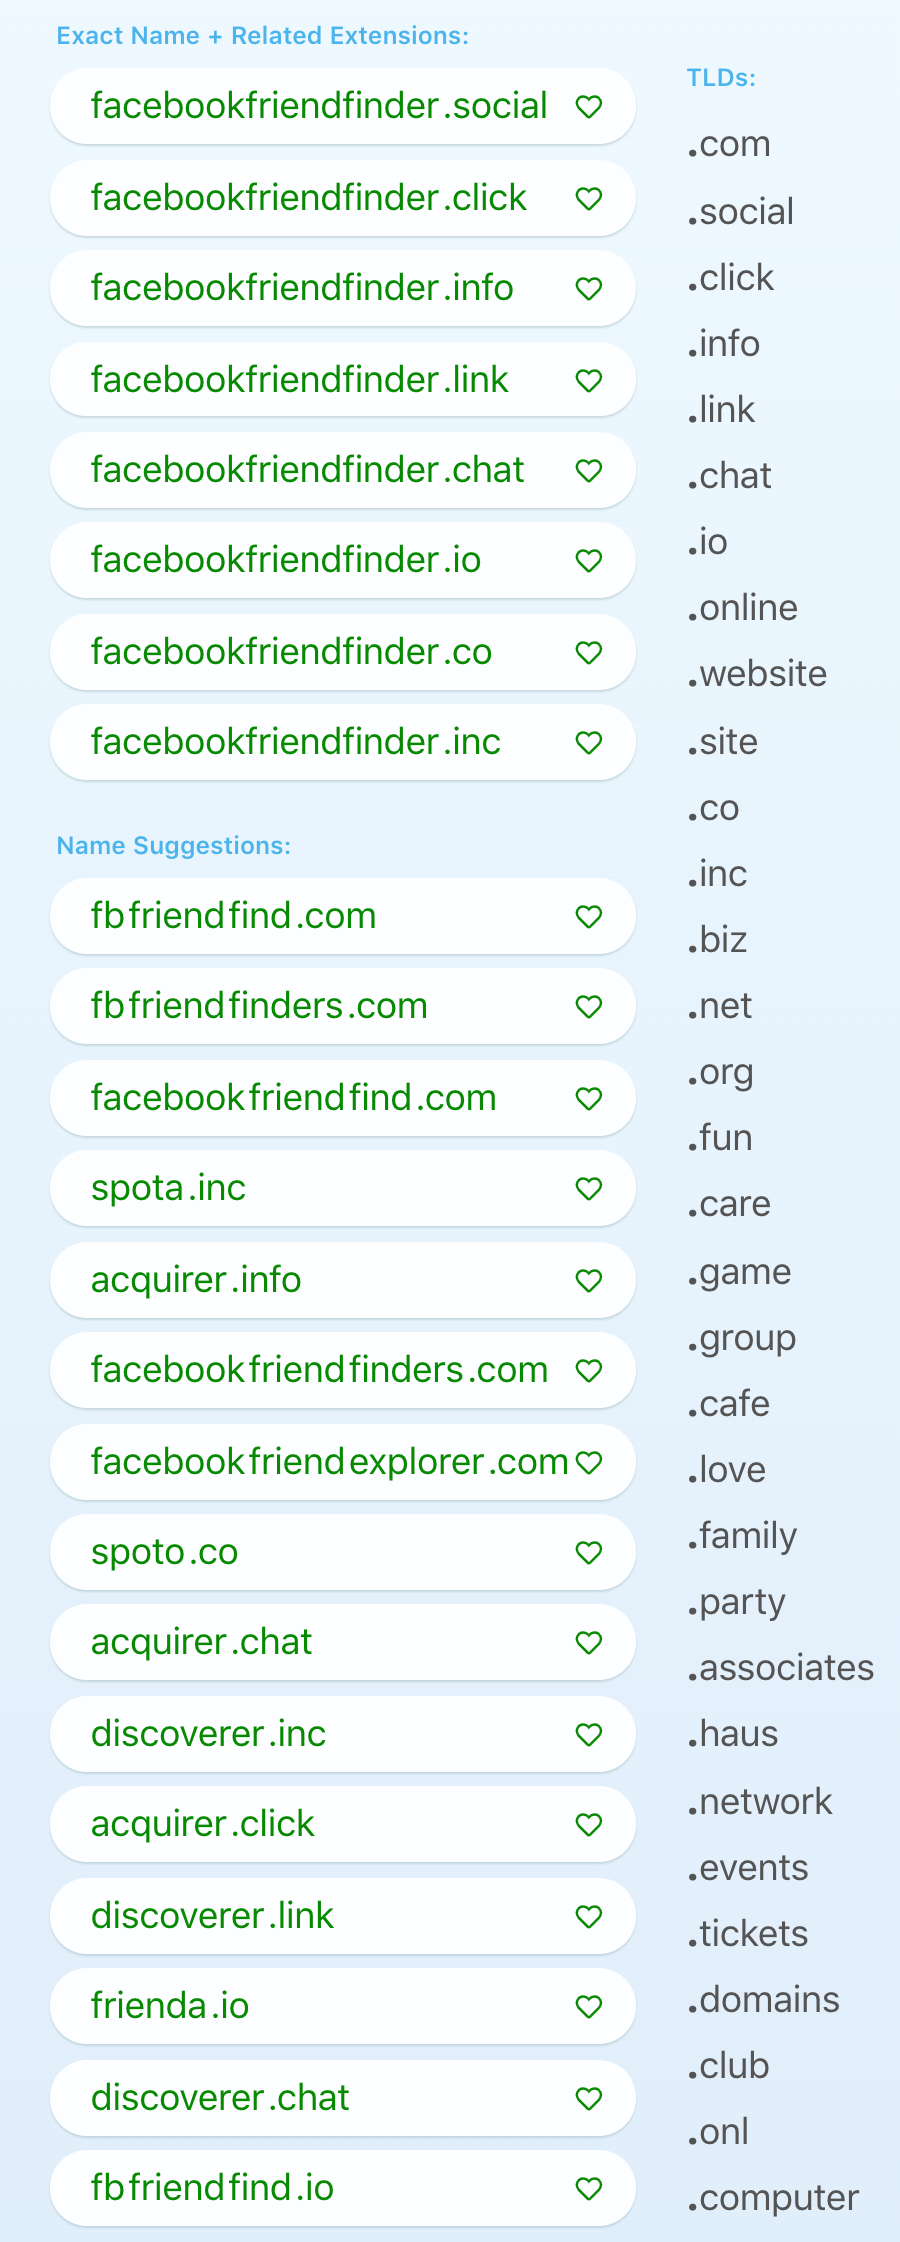 Exact Name + Related Extensions:
facebookfriendfinder.social
facebookfriendfinder.click
facebookfriendfinder.info
facebookfriendfinder.link
facebookfriendfinder.chat
facebookfriendfinder.io
facebookfriendfinder.co
facebookfriendfinder.inc
Name Suggestions:
fbfriendfind.com
fbfriendfinders.com
facebookfriendfind.com
spota.inc
acquirer.info
facebookfriendfinders.com
facebookfriendexplorer.com
spoto.co
acquirer.chat
discoverer.inc
acquirer.click
discoverer.link
frienda.io
discoverer.chat
fbfriendfind.io
TLDs:
.com
.social
.click
.info
.link
.chat
.io
.online
.website
.site
.co
.inc
.biz
.net
.org
.fun
.care
.game
.group
.cafe
.love
.family
.party
.associates
.haus
.network
.events
.tickets
.domains
.club
.onl
.computer